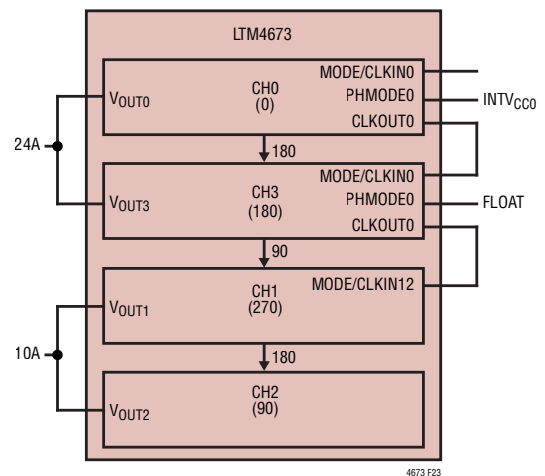 LTM4673
MODE/CLKIN0
VOUT0
CH0
(0)
PHMODE0
INTVCC0
CLKOUT0
24A
180
MODE/CLKIN0
VOUT3
CH3
(180)
PHMODE0
FLOAT
CLKOUT0
90
CH1
(270)
MODE/CLKIN12
VOUT1
10A
180
CH2
(90)
VOUT2
4673 F23